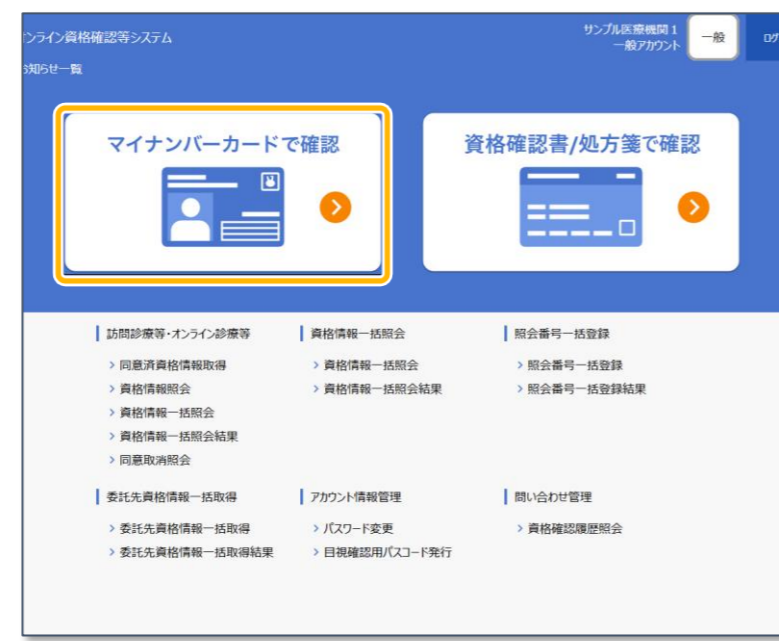 ンライン資格確認等システム
サンプル医療機関 1
一般アカウント
一般
ログ
お知らせ一覧
マイナンバーカードで確認
資格確認書/処方箋で確認
訪問診療等・オンライン診療等
資格情報一括照会
照会番号一括登録
同意済資格情報取得
資格情報一括照会
照会番号一括登録
資格情報照会
資格情報一括照会結果
照会番号一括登録結果
資格情報一括照会
資格情報一括照会結果
同意取消照会
委託先資格情報一括取得
アカウント情報管理
問い合わせ管理
委託先資格情報一括取得
パスワード変更
資格確認履歴照会
委託先資格情報一括取得結果
目視確認用パスコード発行